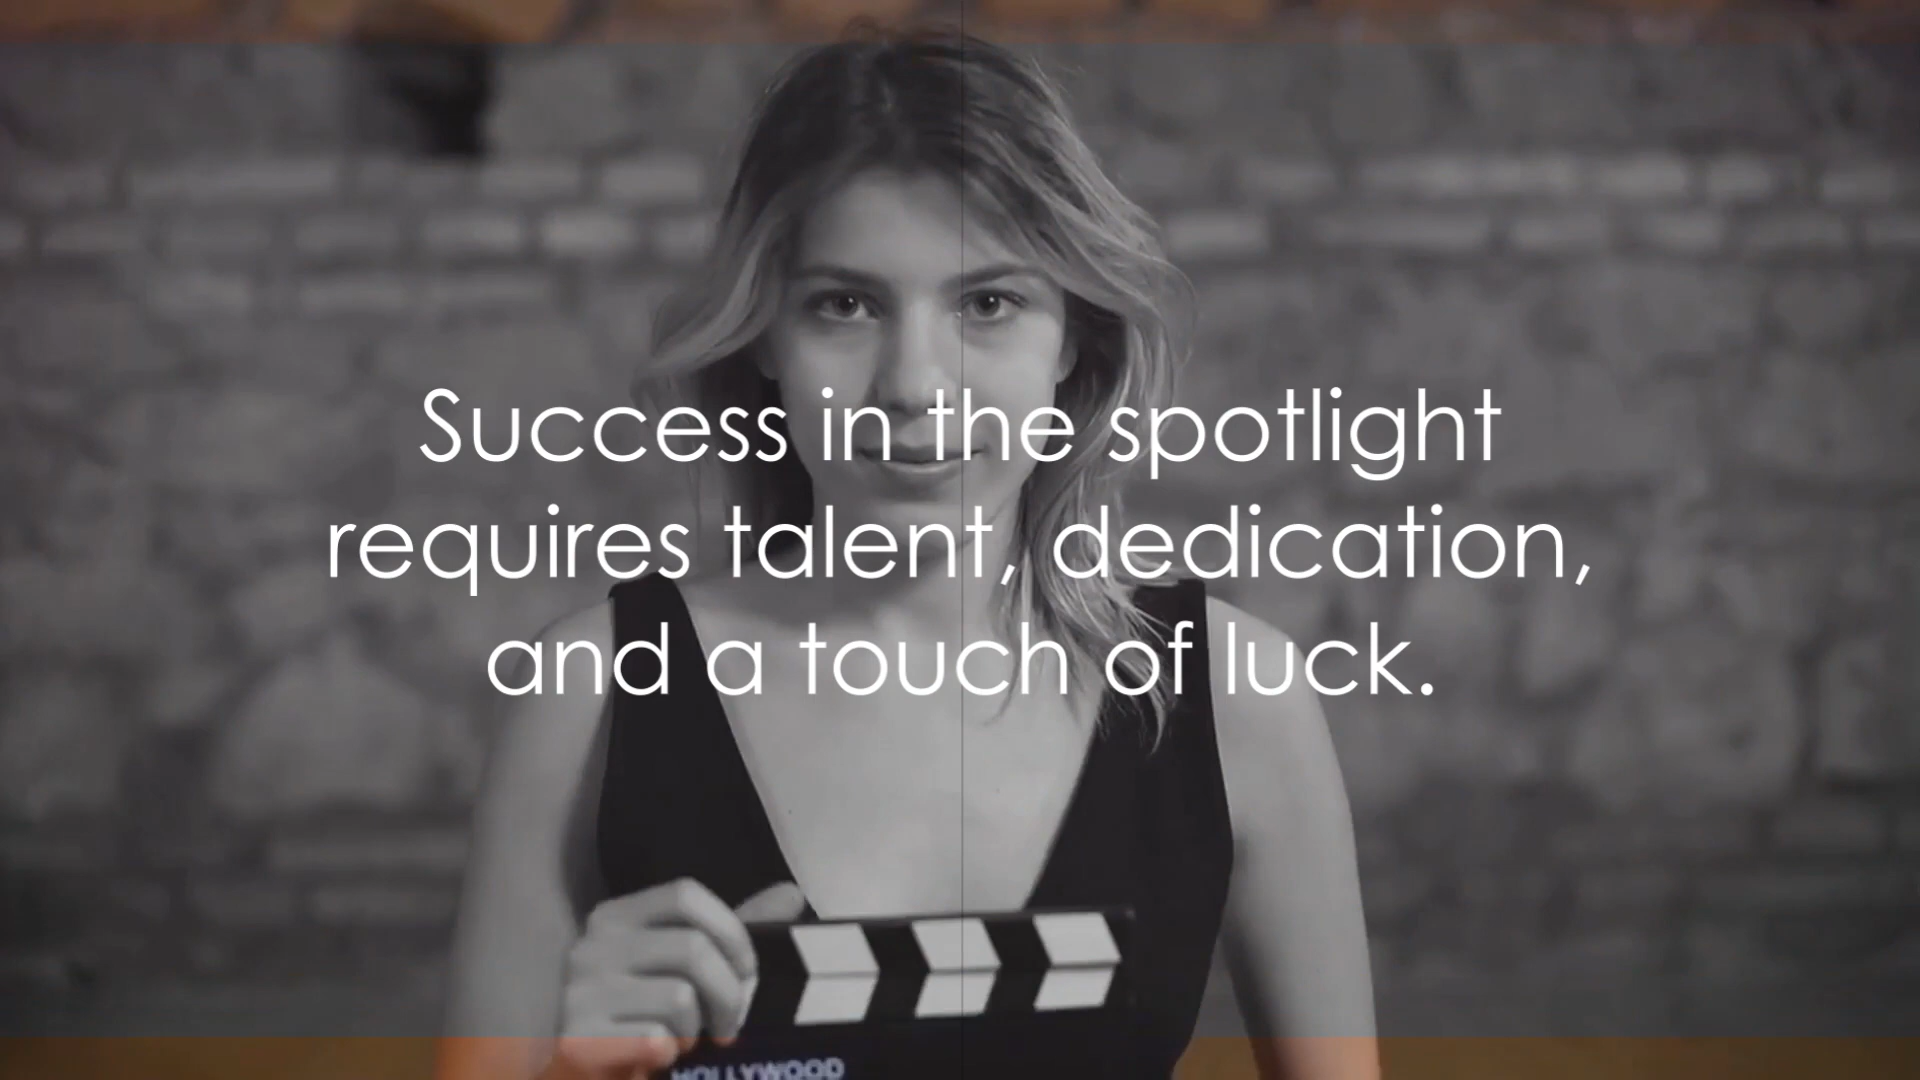 Success in the spotlight
requires talent, dedication,
and a touch of luck.
HOLLYWOOD